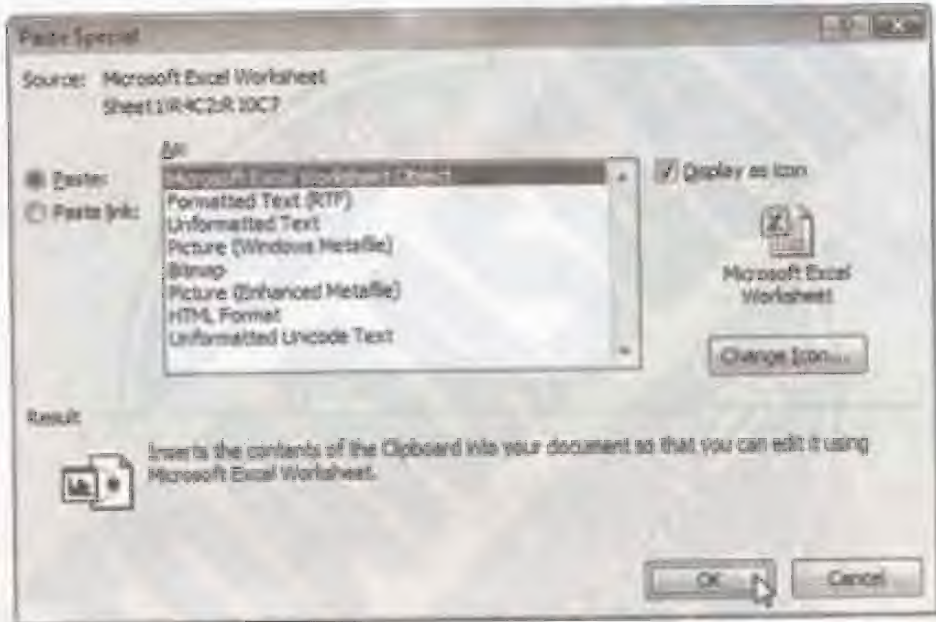 Paste Special
Source: Microsoft Excel Worksheet
Sheet1!R4C2:R10C7
As:
Paste:
Paste link:
Microsoft Excel Worksheet Object
Formatted Text (RTF)
Unformatted Text
Picture (Windows Metafile)
Bitmap
Picture (Enhanced Metafile)
HTML Format
Unformatted Unicode Text
Display as icon
Microsoft Excel
Worksheet
Change Icon...
Result
Inserts the contents of the Clipboard into your document so that you can edit it using
Microsoft Excel Worksheet.
OK
Cancel